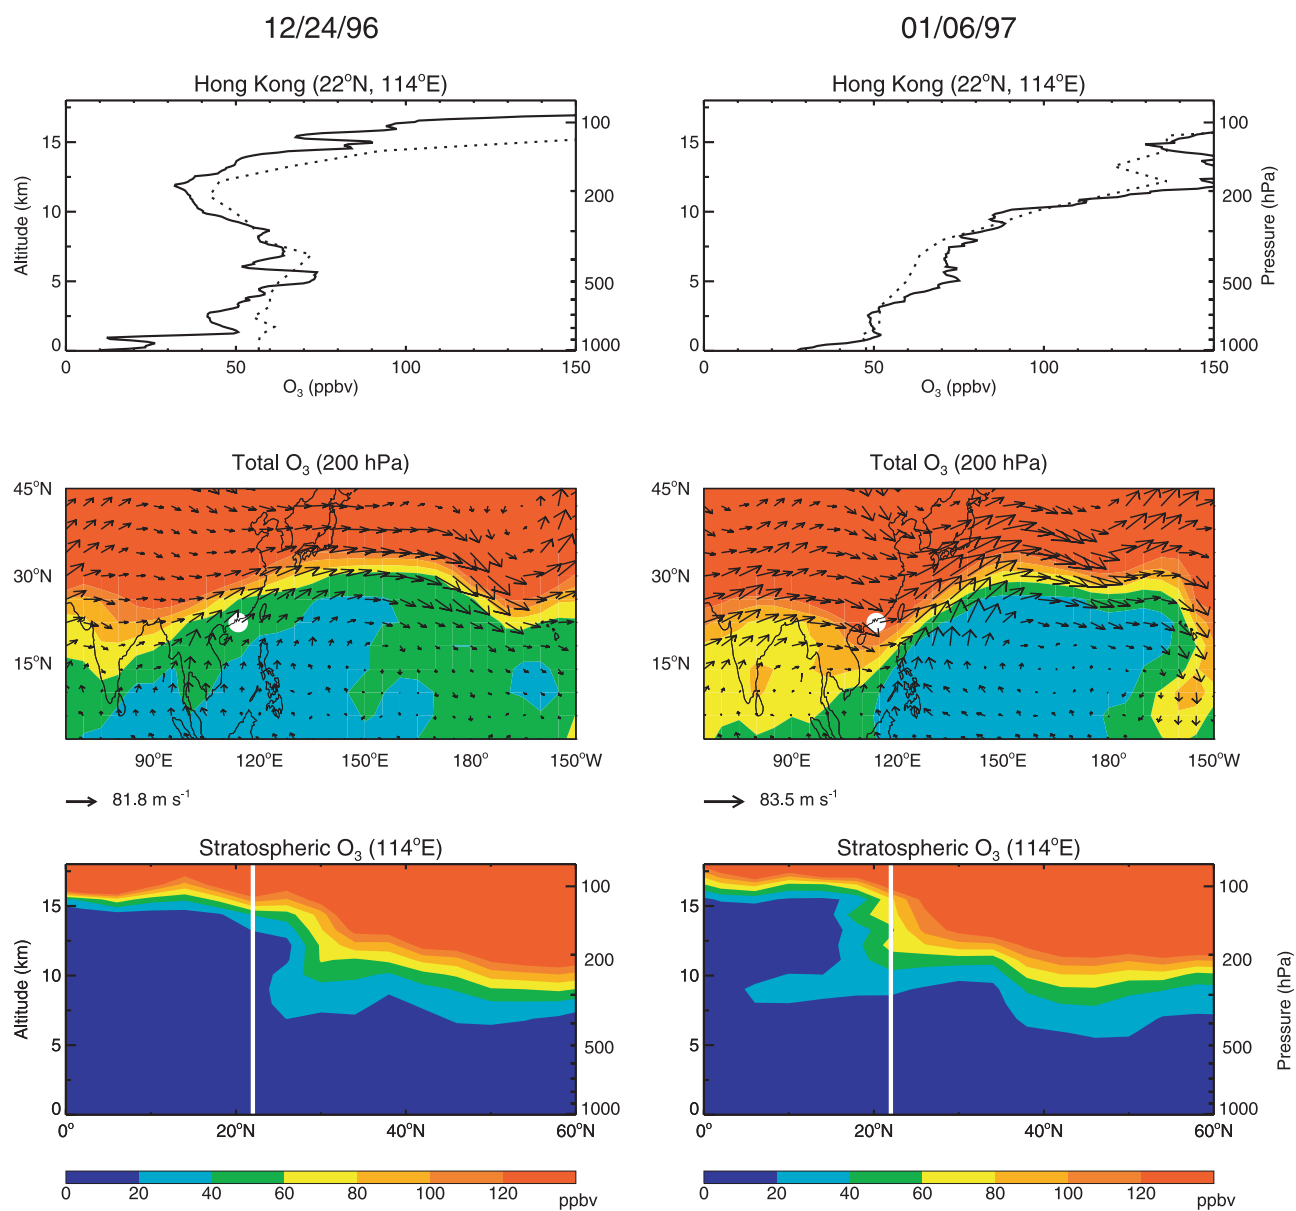 12/24/96 01/06/97
Hong Kong (22°N, 114°E) Hong Kong (22°N, 114°E)
Altitude (km)
15
10
5
0
100
200
500
1000
0 50 100 150
O₃ (ppbv)
15
10
5
0
100
200
500
1000
Pressure (hPa)
0 50 100 150
O₃ (ppbv)
Total O₃ (200 hPa) Total O₃ (200 hPa)
45°N
30°N
15°N
90°E 120°E 150°E 180° 150°W
81.8 m s⁻¹
45°N
30°N
15°N
90°E 120°E 150°E 180° 150°W
83.5 m s⁻¹
Stratospheric O₃ (114°E) Stratospheric O₃ (114°E)
Altitude (km)
15
10
5
0
100
200
500
1000
0° 20°N 40°N 60°N
15
10
5
0
100
200
500
1000
Pressure (hPa)
0° 20°N 40°N 60°N
0 20 40 60 80 100 120 ppbv
0 20 40 60 80 100 120 ppbv